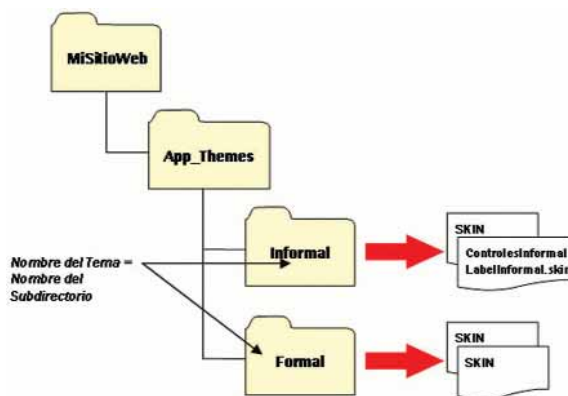 MiSitioWeb
App_Themes
Informal
SKIN
ControlesInformal
LabelInformal.skin
Nombre del Tema =
Nombre del
Subdirectorio
Formal
SKIN
SKIN